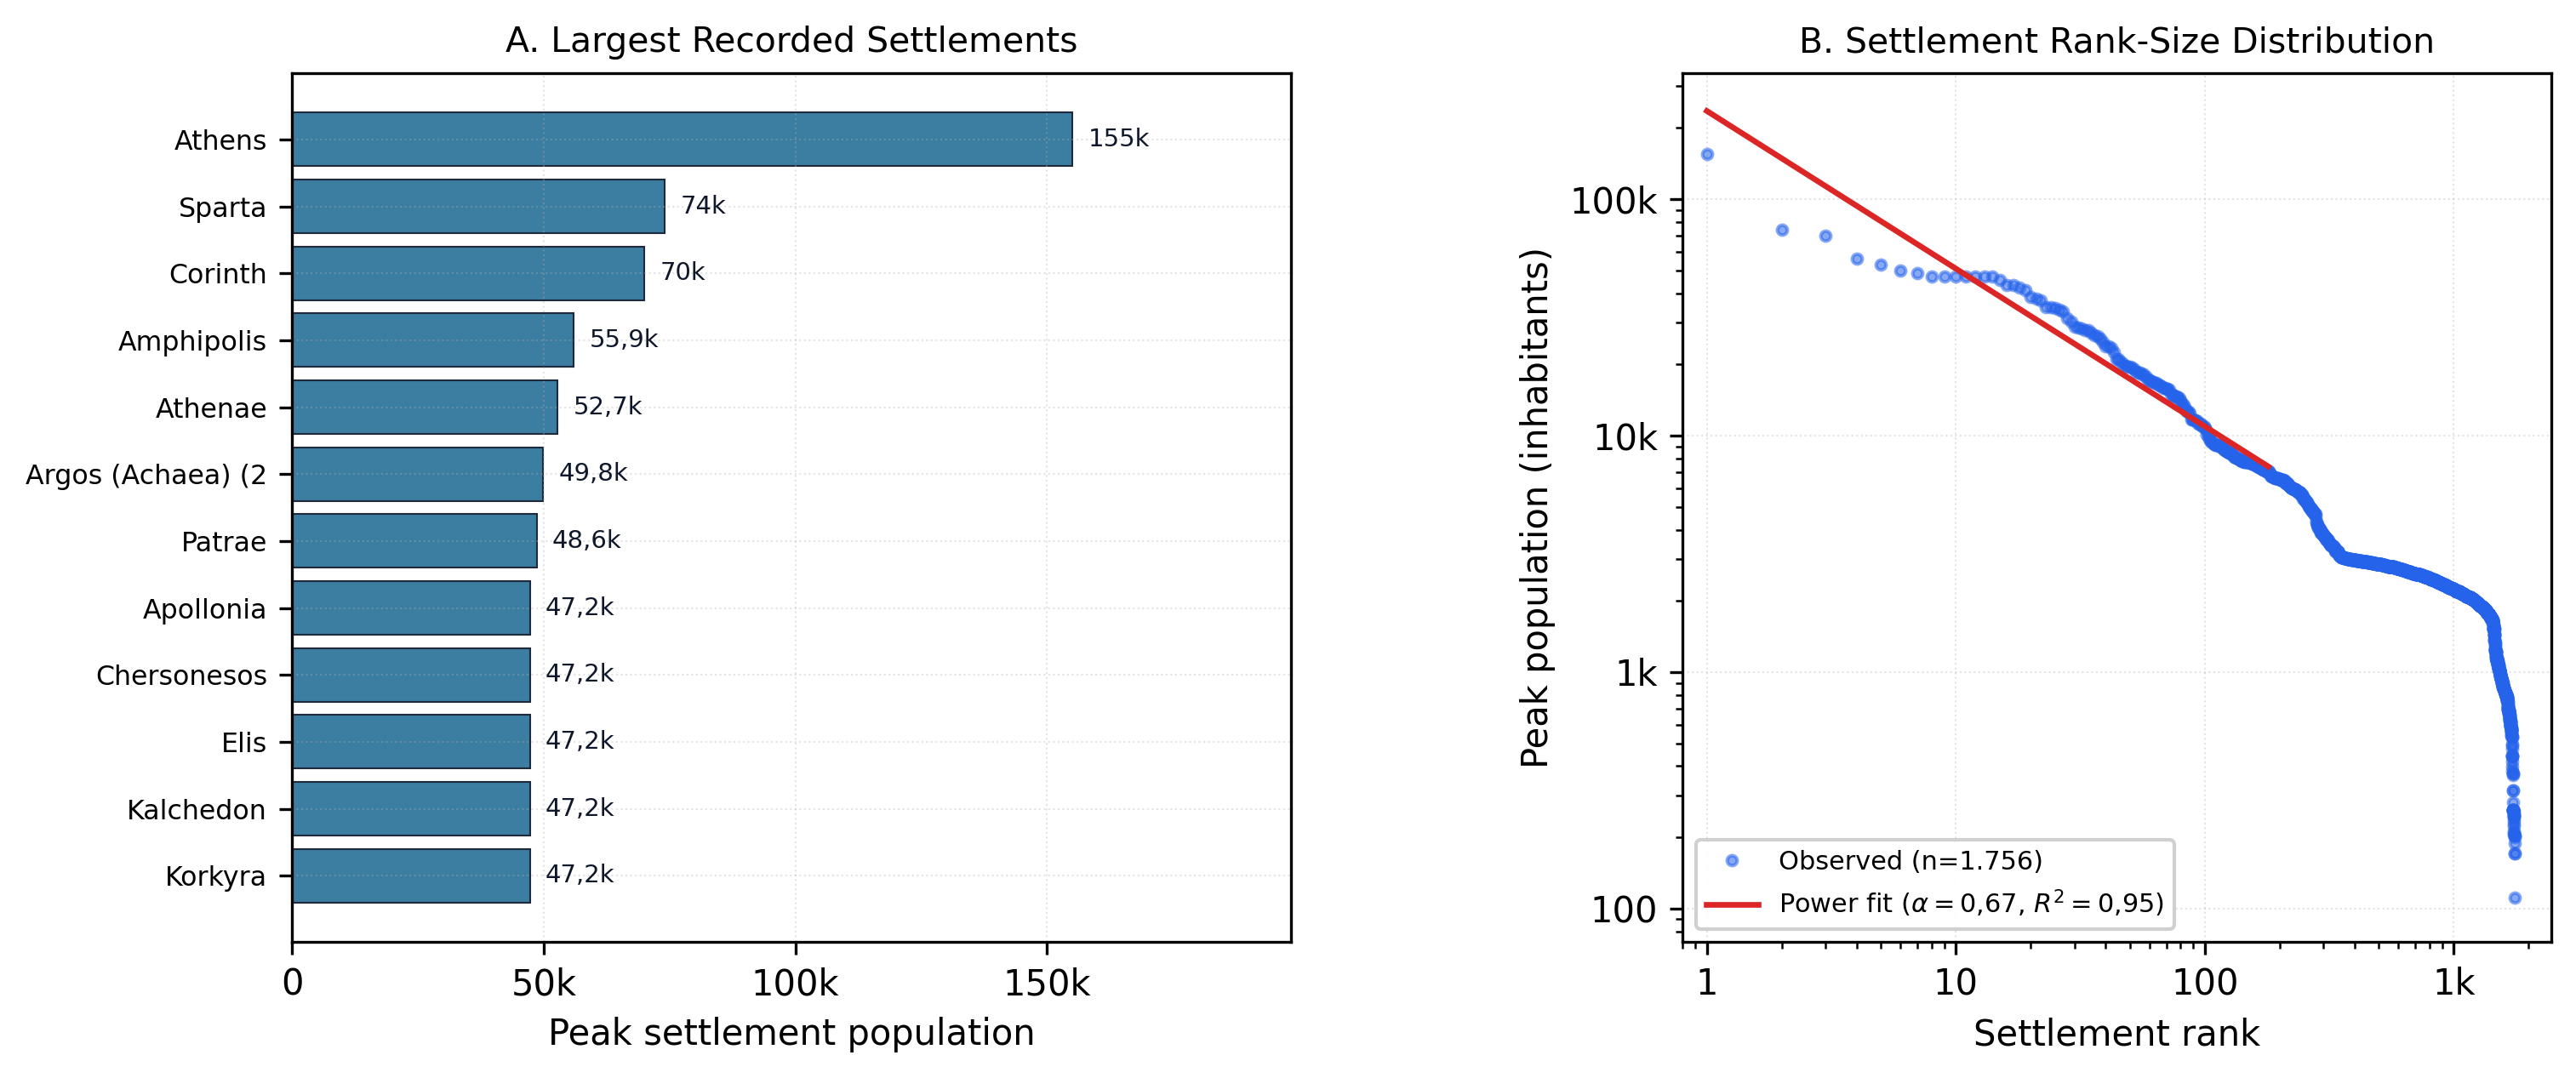 A. Largest Recorded Settlements
Athens
155k
Sparta
74k
Corinth
70k
Amphipolis
55,9k
Athenae
52,7k
Argos (Achaea) (2
49,8k
Patrae
48,6k
Apollonia
47,2k
Chersonesos
47,2k
Elis
47,2k
Kalchedon
47,2k
Korkyra
47,2k
0 50k 100k 150k
Peak settlement population
B. Settlement Rank-Size Distribution
Peak population (inhabitants)
100k
10k
1k
100
Observed (n=1.756)
Power fit (α = 0,67, R² = 0,95)
1 10 100 1k
Settlement rank